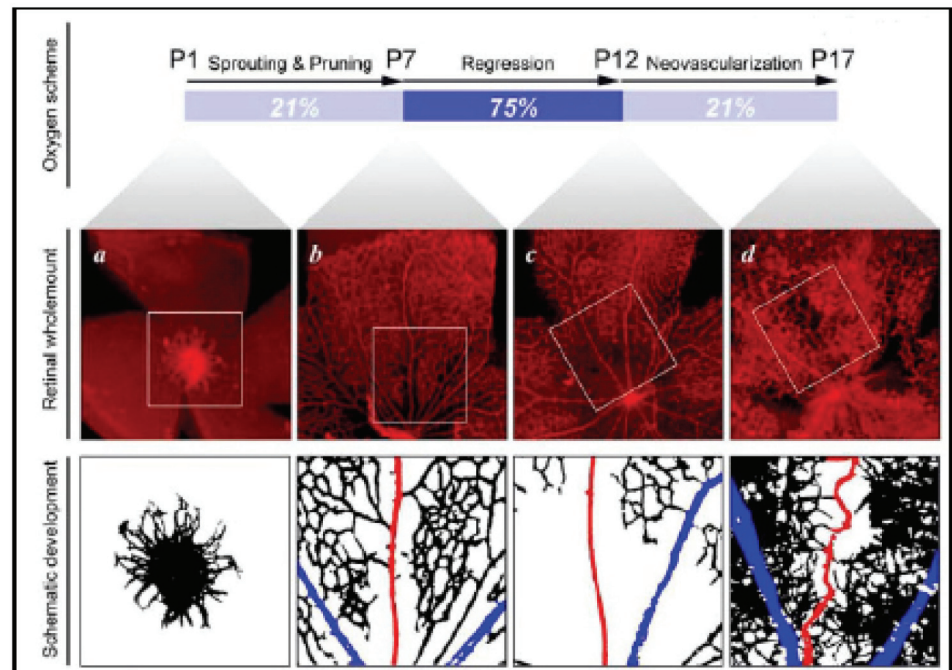 Oxygen scheme
P1 Sprouting & Pruning P7 Regression P12 Neovascularization P17
21% 75% 21%
Retinal wholemount
a b c d
Schematic development